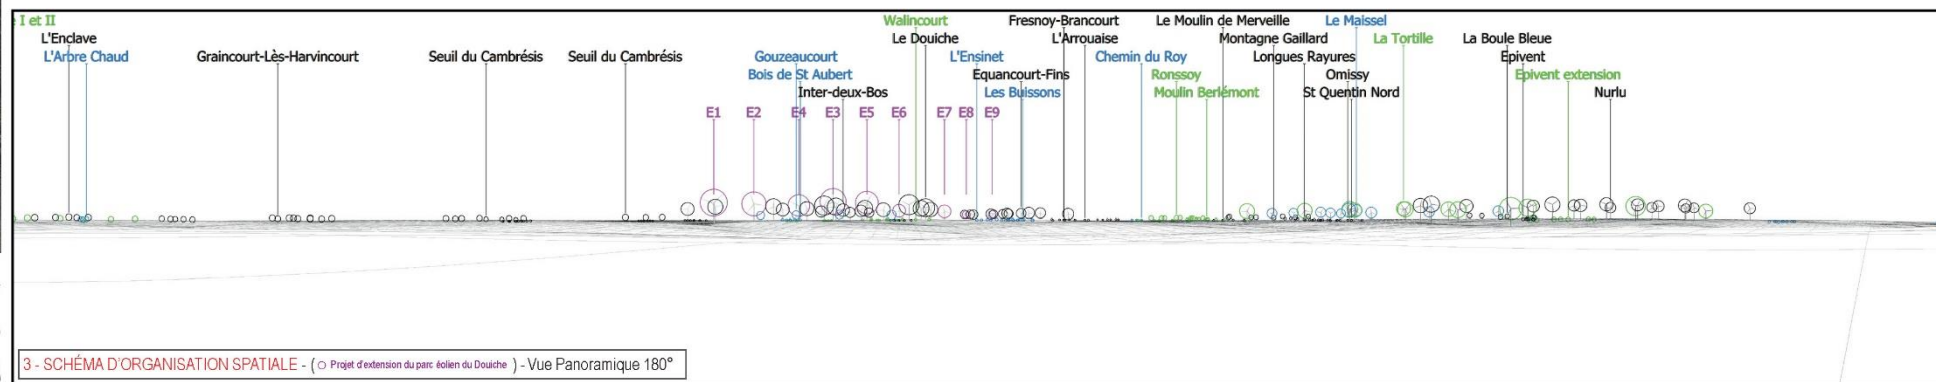 I et II
Walincourt
Fresnoy-Brancourt
Le Moulin de Merveille
Le Maissel
L'Enclave
Le Douiche
L'Arrouaise
Montagne Gaillard
La Tortille
La Boule Bleue
L'Arbre Chaud
Graincourt-Lès-Harvincourt
Seuil du Cambrésis
Seuil du Cambrésis
Gouzeaucourt
L'Ensinet
Chemin du Roy
Longues Rayures
Epivent
Bois de St Aubert
Equancourt-Fins
Ronssoy
Omissy
Epivent extension
Inter-deux-Bos
Les Buissons
Moulin Berlémont
St Quentin Nord
Nurlu
E1 E2 E4 E3 E5 E6 E7 E8 E9
3 - SCHÉMA D'ORGANISATION SPATIALE - ( Projet d'extension du parc éolien du Douiche ) - Vue Panoramique 180°